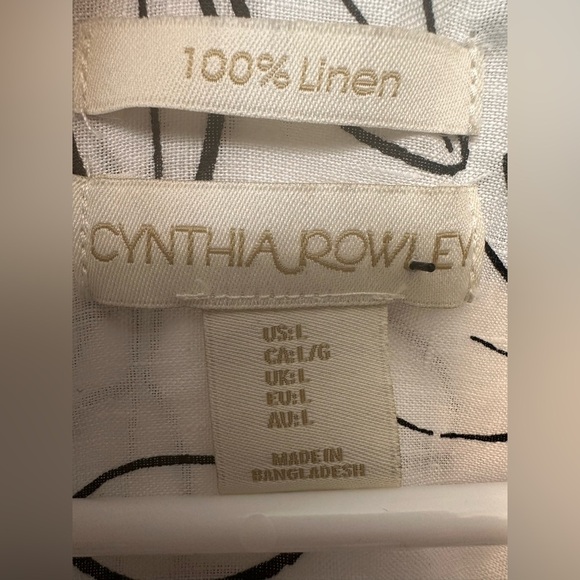 100% Linen
CYNTHIA ROWLEY
US:L
CA:L/G
UK:L
EU:L
AU:L
MADE IN
BANGLADESH